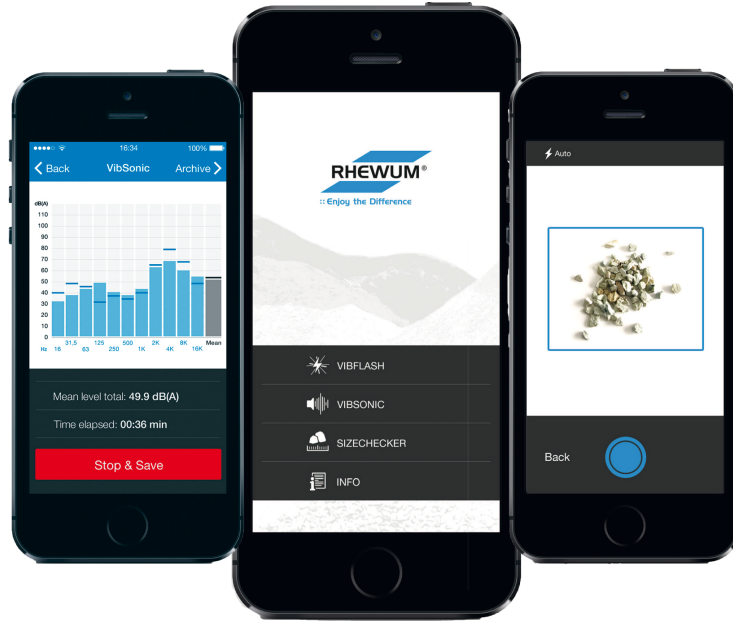 16:34
100%
Back
VibSonic
Archive
dB(A)
110
100
90
80
70
60
50
40
30
20
10
0
31,5 125 500 2K 8K Mean
Hz 16 63 250 1K 4K 16K
Mean level total: 49.9 dB(A)
Time elapsed: 00:36 min
Stop & Save
RHEWUM®
:: Enjoy the Difference
VIBFLASH
VIBSONIC
SIZECHECKER
INFO
Auto
Back